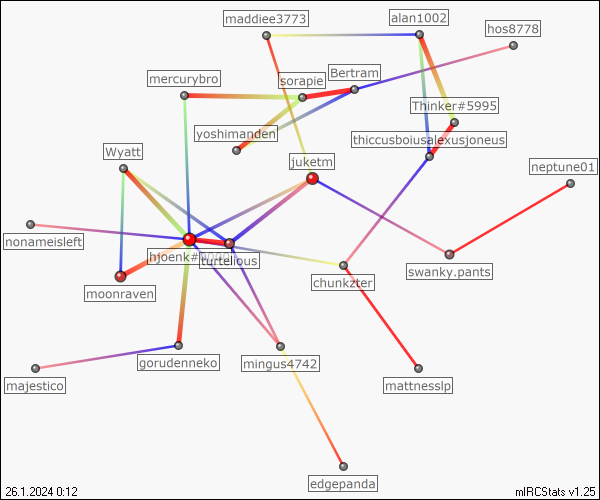 maddiee3773
alan1002
hos8778
mercurybro
sorapie
Bertram
Thinker#5995
yoshimanden
thiccusboiusalexusjoneus
Wyatt
juketm
neptune01
nonameisleft
hjoenk#
turtelious
moonraven
chunkzter
swanky.pants
gorudenneko
mingus4742
majestico
mattnesslp
edgepanda
26.1.2024 0:12
mIRCStats v1.25